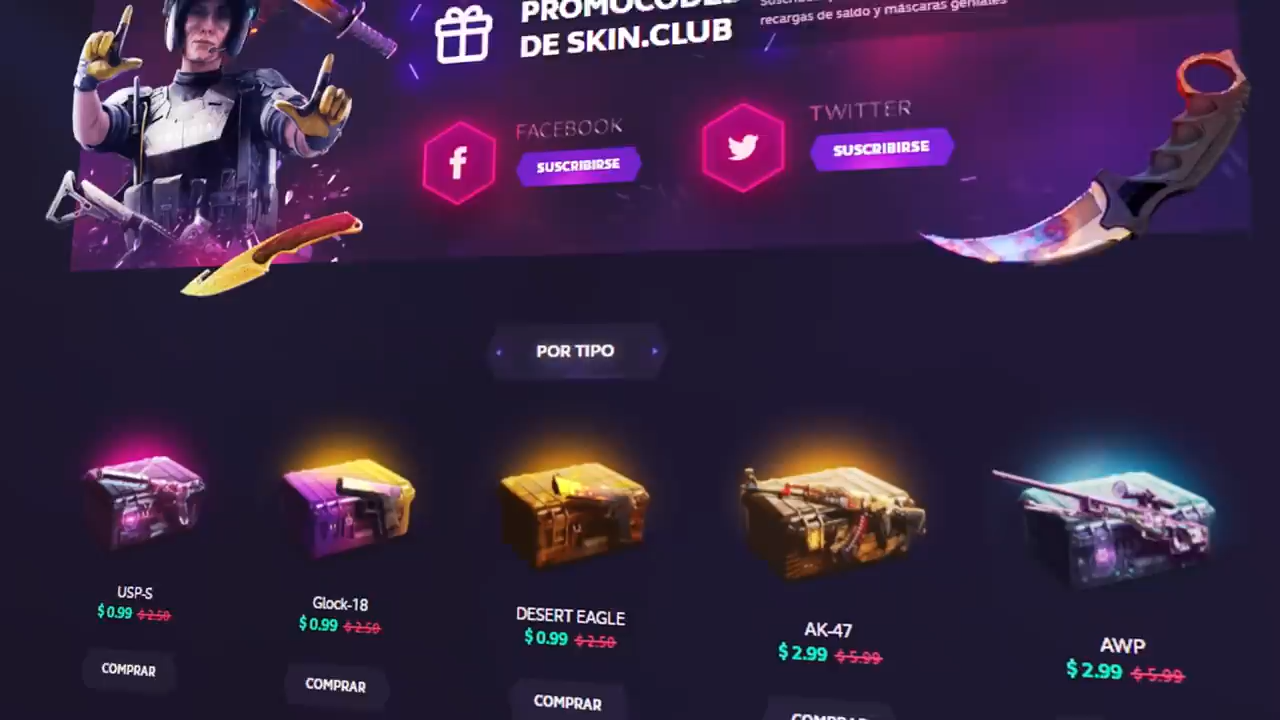 PROMOCODES
DE SKIN.CLUB
recargas de saldo y máscaras geniales
FACEBOOK
SUSCRIBIRSE
TWITTER
SUSCRIBIRSE
POR TIPO
USP-S
$ 0.99 $ 2.50
COMPRAR
Glock-18
$ 0.99 $ 2.50
COMPRAR
DESERT EAGLE
$ 0.99 $ 2.50
COMPRAR
AK-47
$ 2.99 $ 5.99
COMPRAR
AWP
$ 2.99 $ 5.99